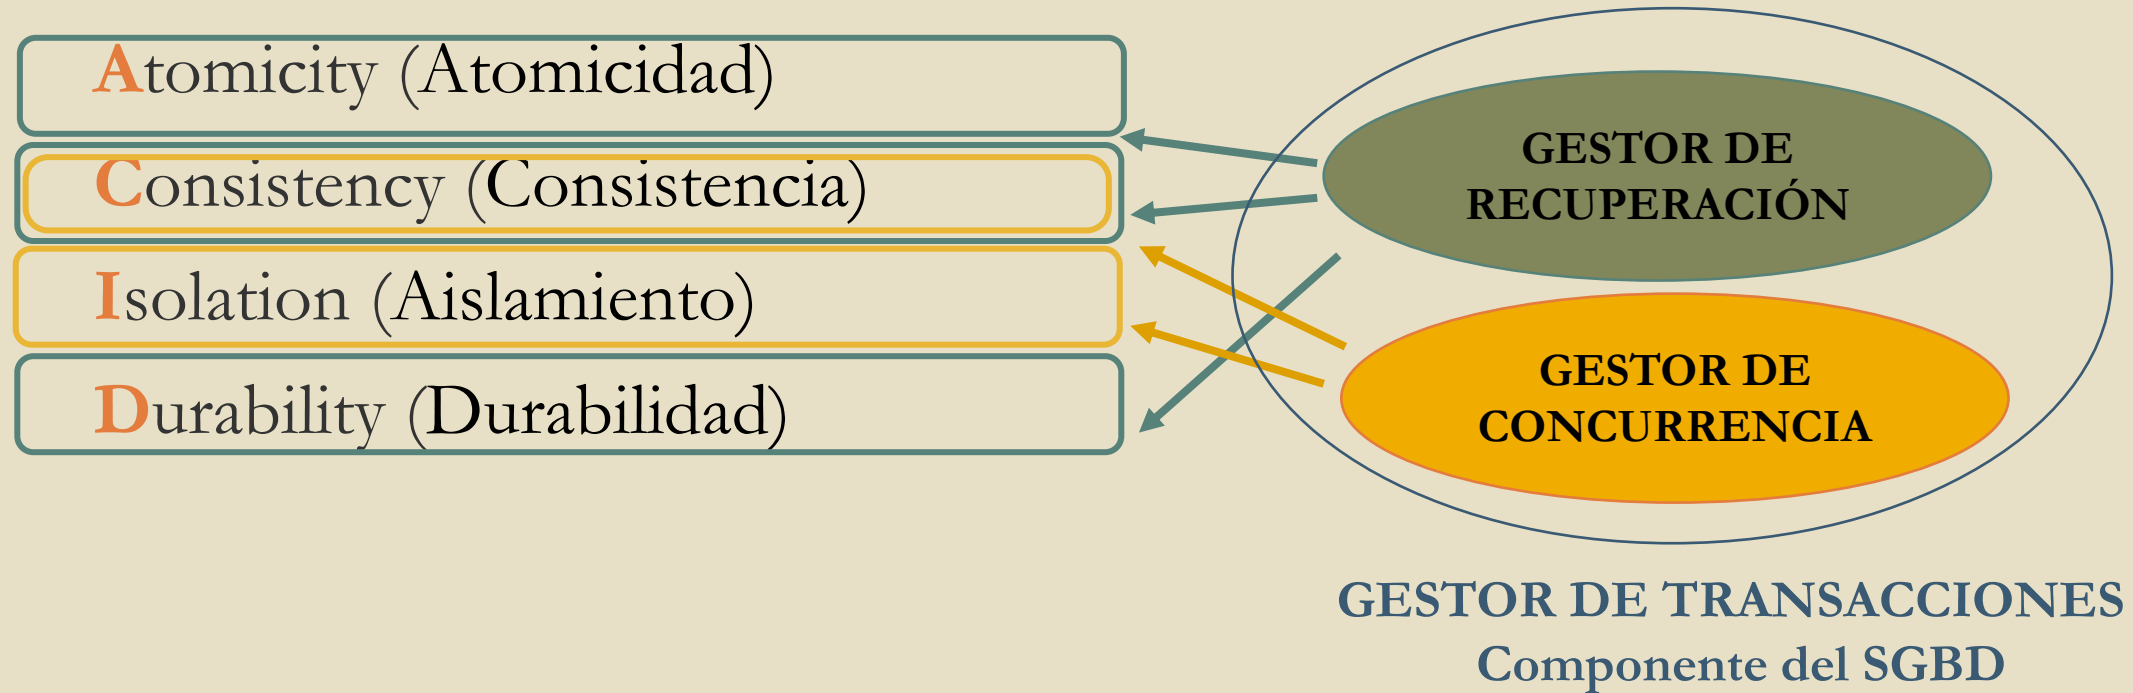 Atomicity (Atomicidad)
Consistency (Consistencia)
Isolation (Aislamiento)
Durability (Durabilidad)
GESTOR DE
RECUPERACIÓN
GESTOR DE
CONCURRENCIA
GESTOR DE TRANSACCIONES
Componente del SGBD